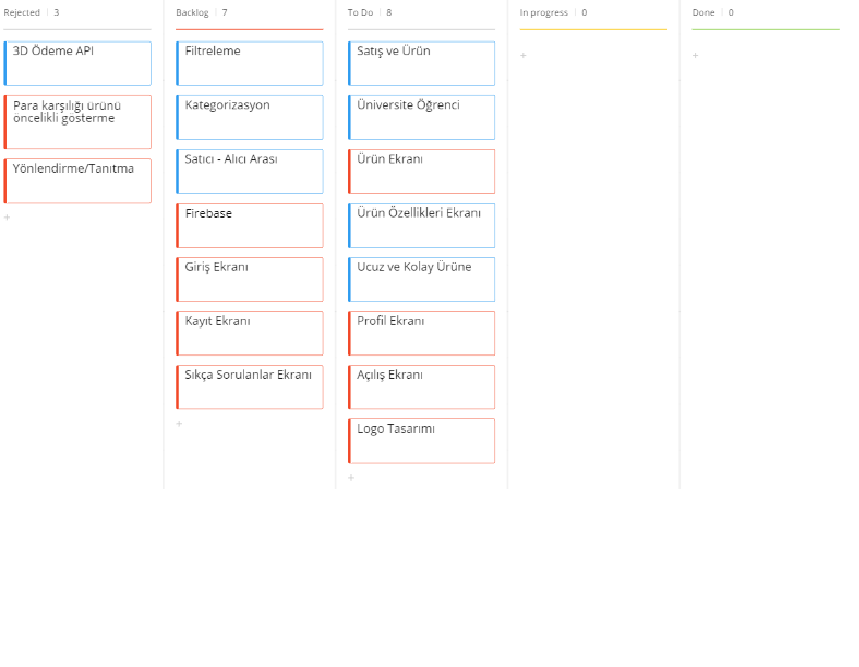 Rejected | 3
3D Ödeme API
Para karşılığı ürünü
öncelikli gösterme
Yönlendirme/Tanıtma
+
Backlog | 7
Filtreleme
Kategorizasyon
Satıcı - Alıcı Arası
Firebase
Giriş Ekranı
Kayıt Ekranı
Sıkça Sorulanlar Ekranı
+
To Do | 8
Satış ve Ürün
Üniversite Öğrenci
Ürün Ekranı
Ürün Özellikleri Ekranı
Ucuz ve Kolay Ürüne
Profil Ekranı
Açılış Ekranı
Logo Tasarımı
+
In progress | 0
+
Done | 0
+